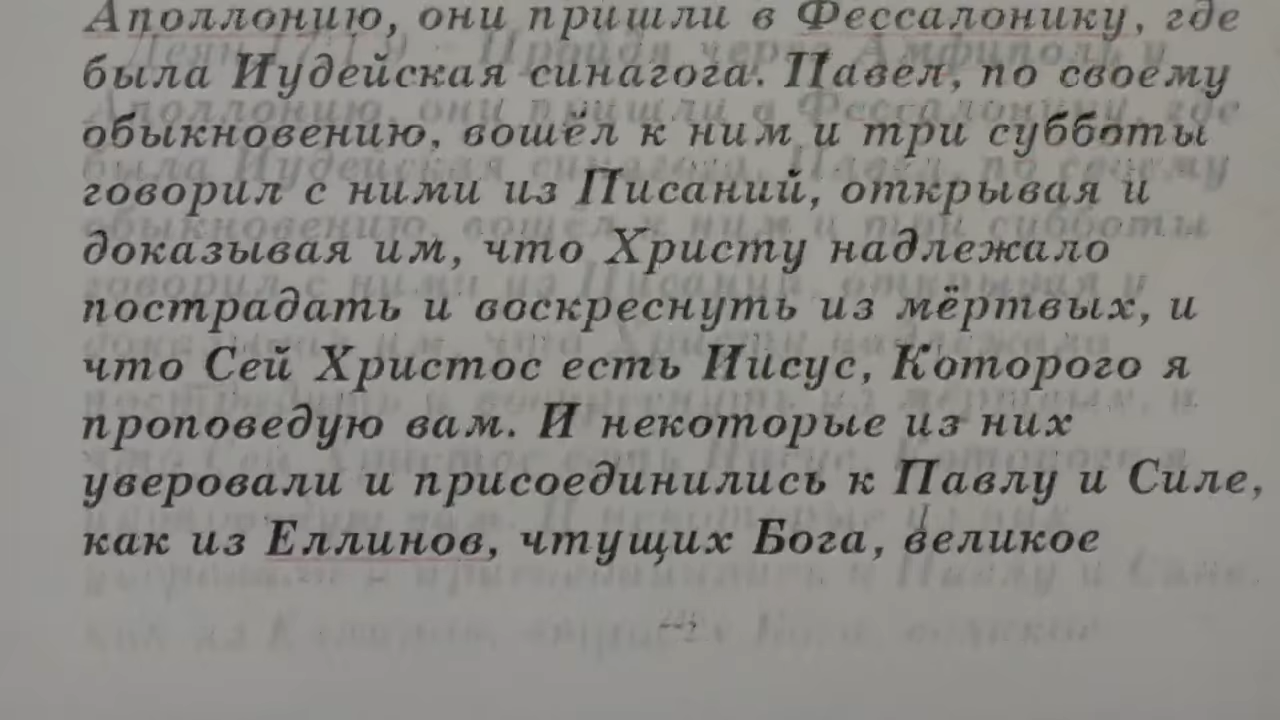 Аполлонию, они пришли в Фессалонику, где
была Иудейская синагога. Павел, по своему
обыкновению, вошёл к ним и три субботы
говорил с ними из Писаний, открывая и
доказывая им, что Христу надлежало
пострадать и воскреснуть из мёртвых, и
что Сей Христос есть Иисус, Которого я
проповедую вам. И некоторые из них
уверовали и присоединились к Павлу и Силе,
как из Еллинов, чтущих Бога, великое